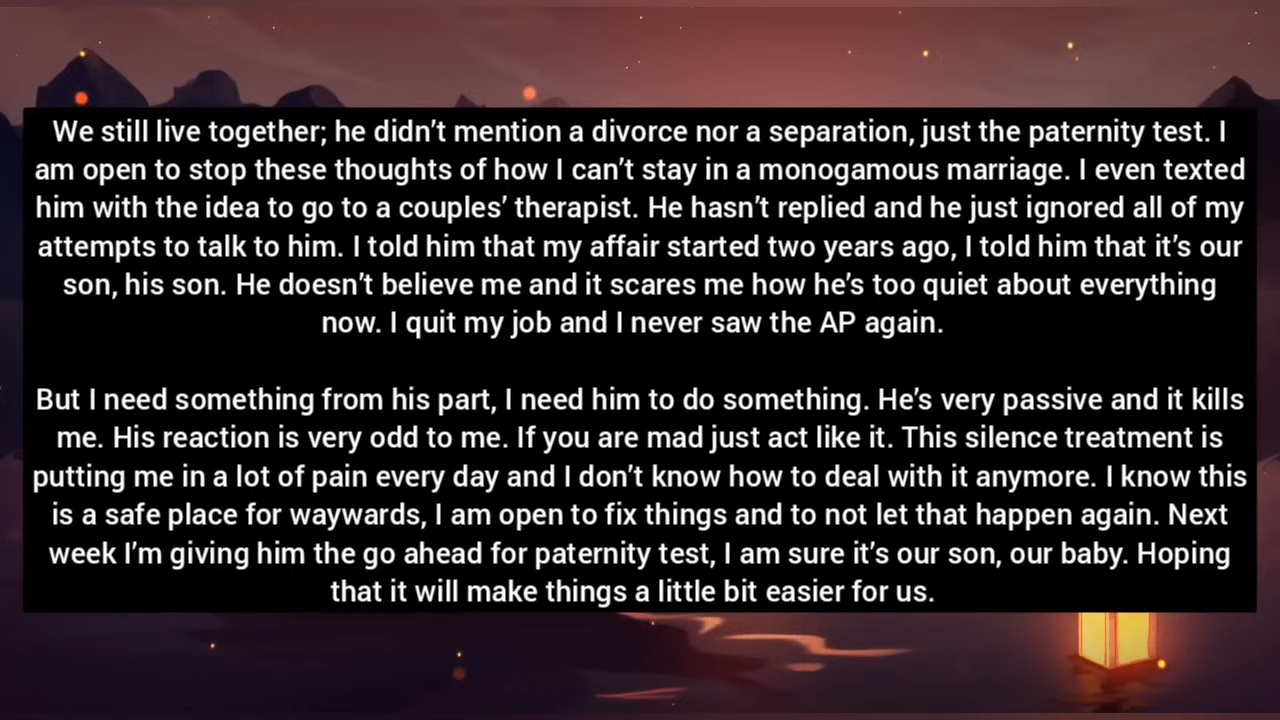 We still live together; he didn’t mention a divorce nor a separation, just the paternity test. I
am open to stop these thoughts of how I can’t stay in a monogamous marriage. I even texted
him with the idea to go to a couples’ therapist. He hasn’t replied and he just ignored all of my
attempts to talk to him. I told him that my affair started two years ago, I told him that it’s our
son, his son. He doesn’t believe me and it scares me how he’s too quiet about everything
now. I quit my job and I never saw the AP again.
But I need something from his part, I need him to do something. He’s very passive and it kills
me. His reaction is very odd to me. If you are mad just act like it. This silence treatment is
putting me in a lot of pain every day and I don’t know how to deal with it anymore. I know this
is a safe place for waywards, I am open to fix things and to not let that happen again. Next
week I’m giving him the go ahead for paternity test, I am sure it’s our son, our baby. Hoping
that it will make things a little bit easier for us.